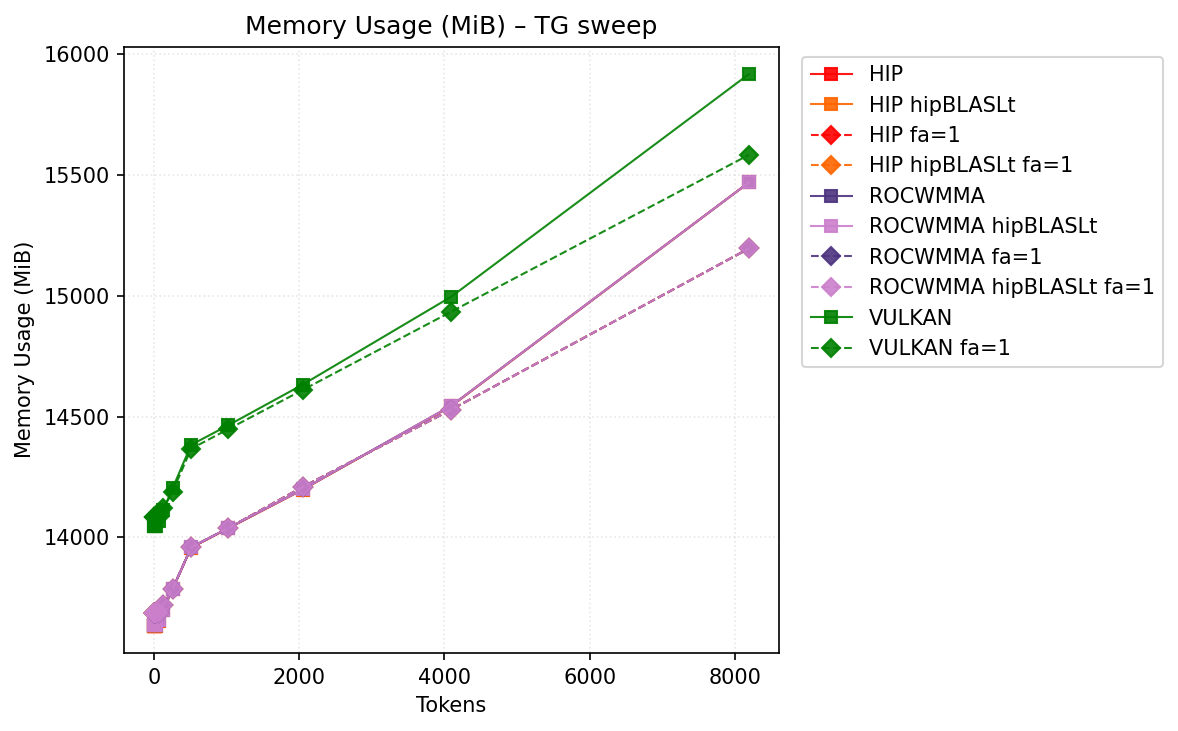 Memory Usage (MiB) – TG sweep
16000
15500
15000
14500
14000
Memory Usage (MiB)
0 2000 4000 6000 8000
Tokens
HIP
HIP hipBLASLt
HIP fa=1
HIP hipBLASLt fa=1
ROCWMMA
ROCWMMA hipBLASLt
ROCWMMA fa=1
ROCWMMA hipBLASLt fa=1
VULKAN
VULKAN fa=1